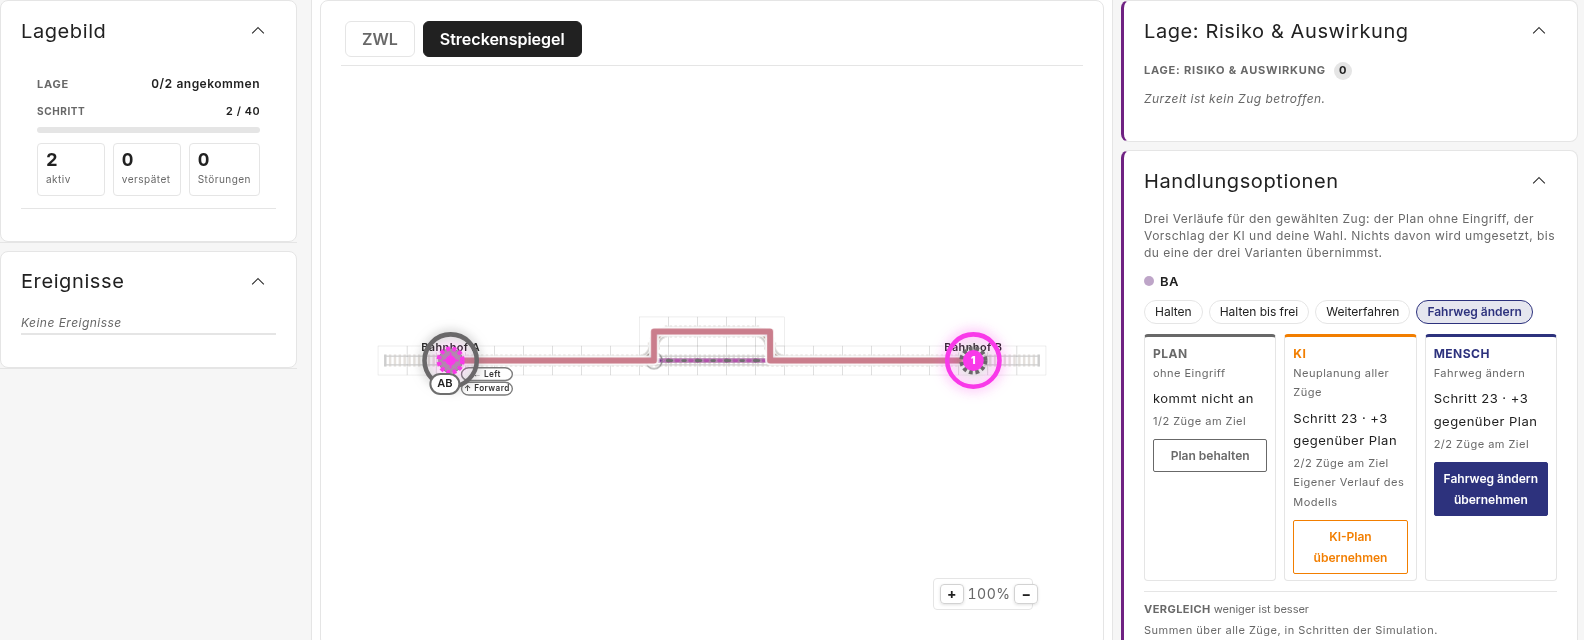 Lagebild
LAGE 0/2 angekommen
SCHRITT 2 / 40
2 0 0
aktiv verspätet Störungen
Ereignisse
Keine Ereignisse
ZWL Streckenspiegel
Bahnhof A
Bahnhof B
1
Left
AB
↑ Forward
+ 100% −
Lage: Risiko & Auswirkung
LAGE: RISIKO & AUSWIRKUNG 0
Zurzeit ist kein Zug betroffen.
Handlungsoptionen
Drei Verläufe für den gewählten Zug: der Plan ohne Eingriff, der
Vorschlag der KI und deine Wahl. Nichts davon wird umgesetzt, bis
du eine der drei Varianten übernimmst.
BA
Halten Halten bis frei Weiterfahren Fahrweg ändern
PLAN
ohne Eingriff
kommt nicht an
1/2 Züge am Ziel
Plan behalten
KI
Neuplanung aller
Züge
Schritt 23 · +3
gegenüber Plan
2/2 Züge am Ziel
Eigener Verlauf des
Modells
KI-Plan
übernehmen
MENSCH
Fahrweg ändern
Schritt 23 · +3
gegenüber Plan
2/2 Züge am Ziel
Fahrweg ändern
übernehmen
VERGLEICH weniger ist besser
Summen über alle Züge, in Schritten der Simulation.